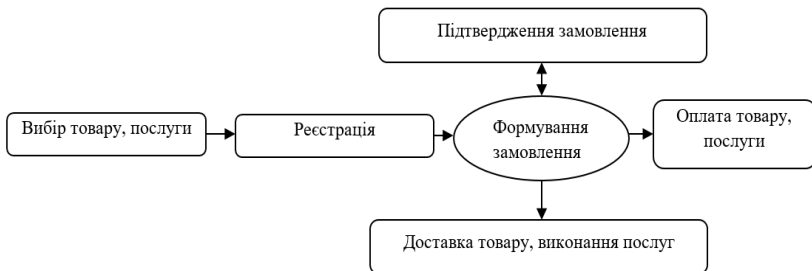 Підтвердження замовлення
Вибір товару, послуги
Реєстрація
Формування
замовлення
Оплата товару,
послуги
Доставка товару, виконання послуг